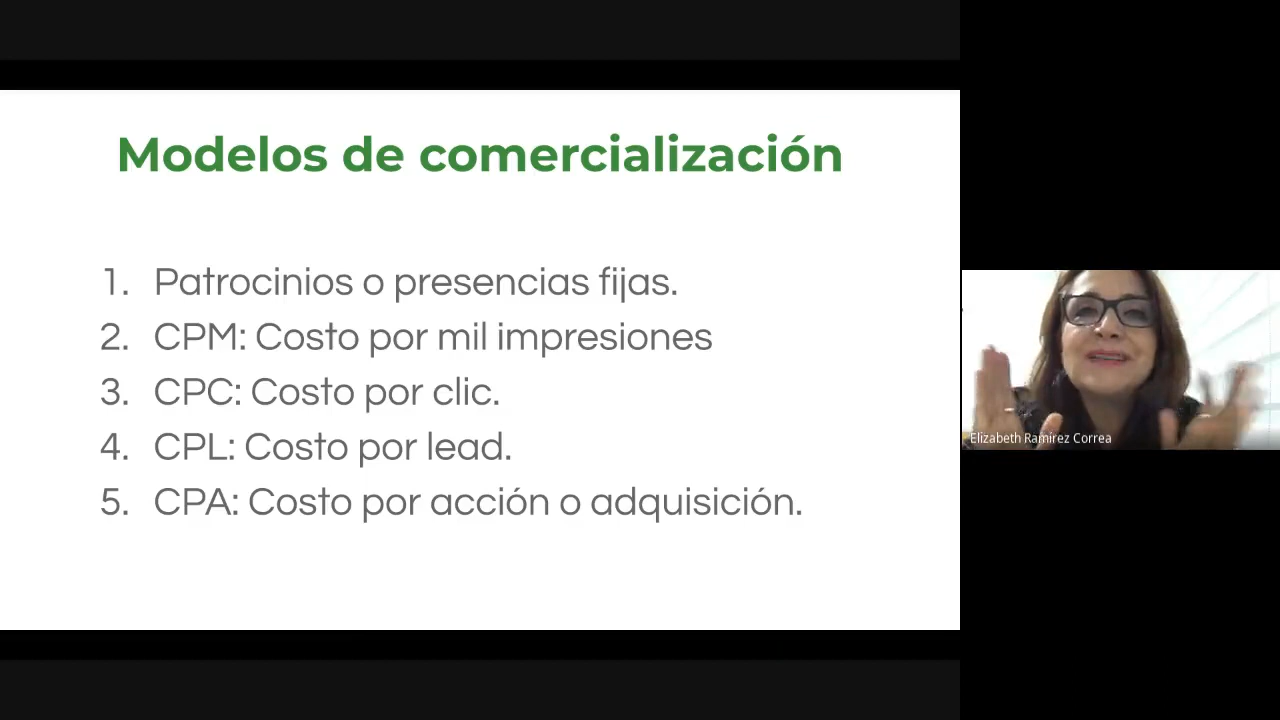 Modelos de comercialización
1. Patrocinios o presencias fijas.
2. CPM: Costo por mil impresiones
3. CPC: Costo por clic.
4. CPL: Costo por lead.
5. CPA: Costo por acción o adquisición.
Elizabeth Ramírez Correa